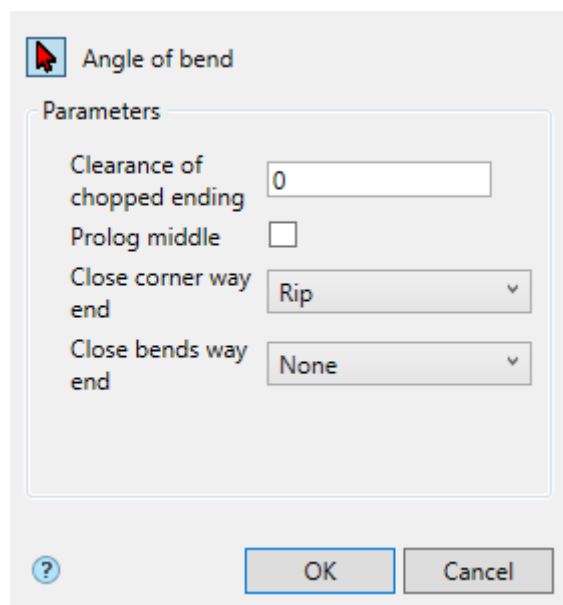 Angle of bend
Parameters
Clearance of
chopped ending
0
Prolog middle
Close corner way
end
Rip
Close bends way
end
None
?
OK
Cancel